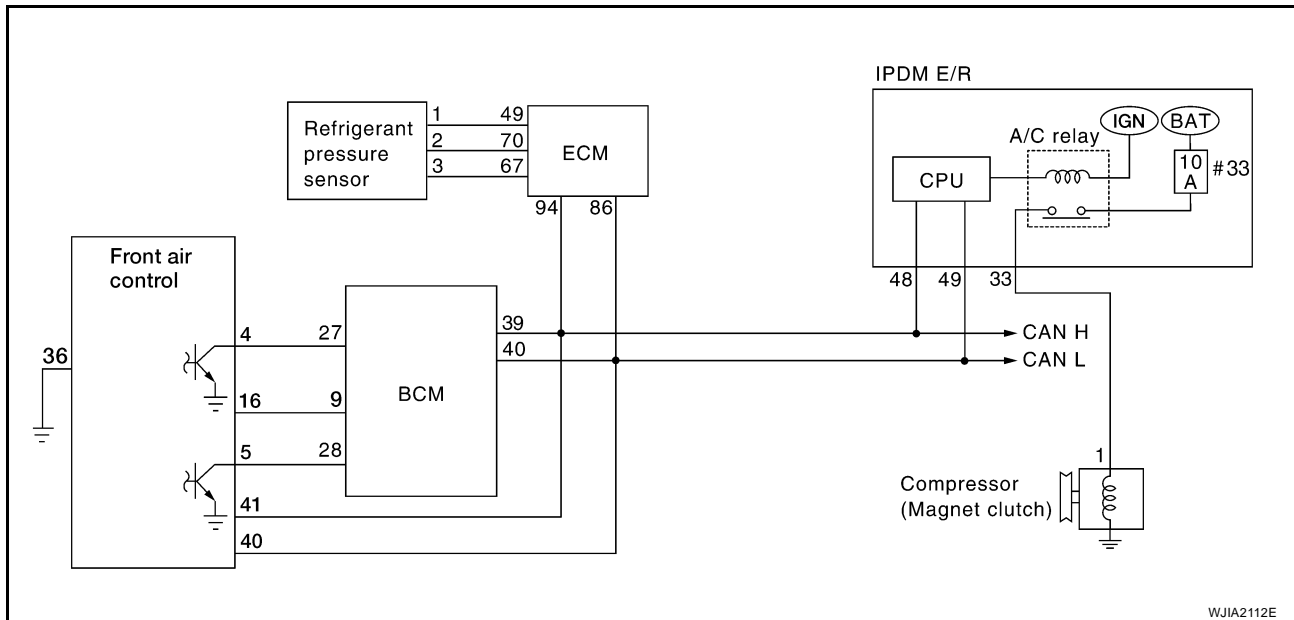 IPDM E/R
IGN
BAT
A/C relay
10
A
#33
CPU
Refrigerant
pressure
sensor
1
2
3
49
70
67
ECM
94
86
48
49
33
Front air
control
36
4
27
16
9
5
28
41
40
BCM
39
40
CAN H
CAN L
1
Compressor
(Magnet clutch)
WJIA2112E